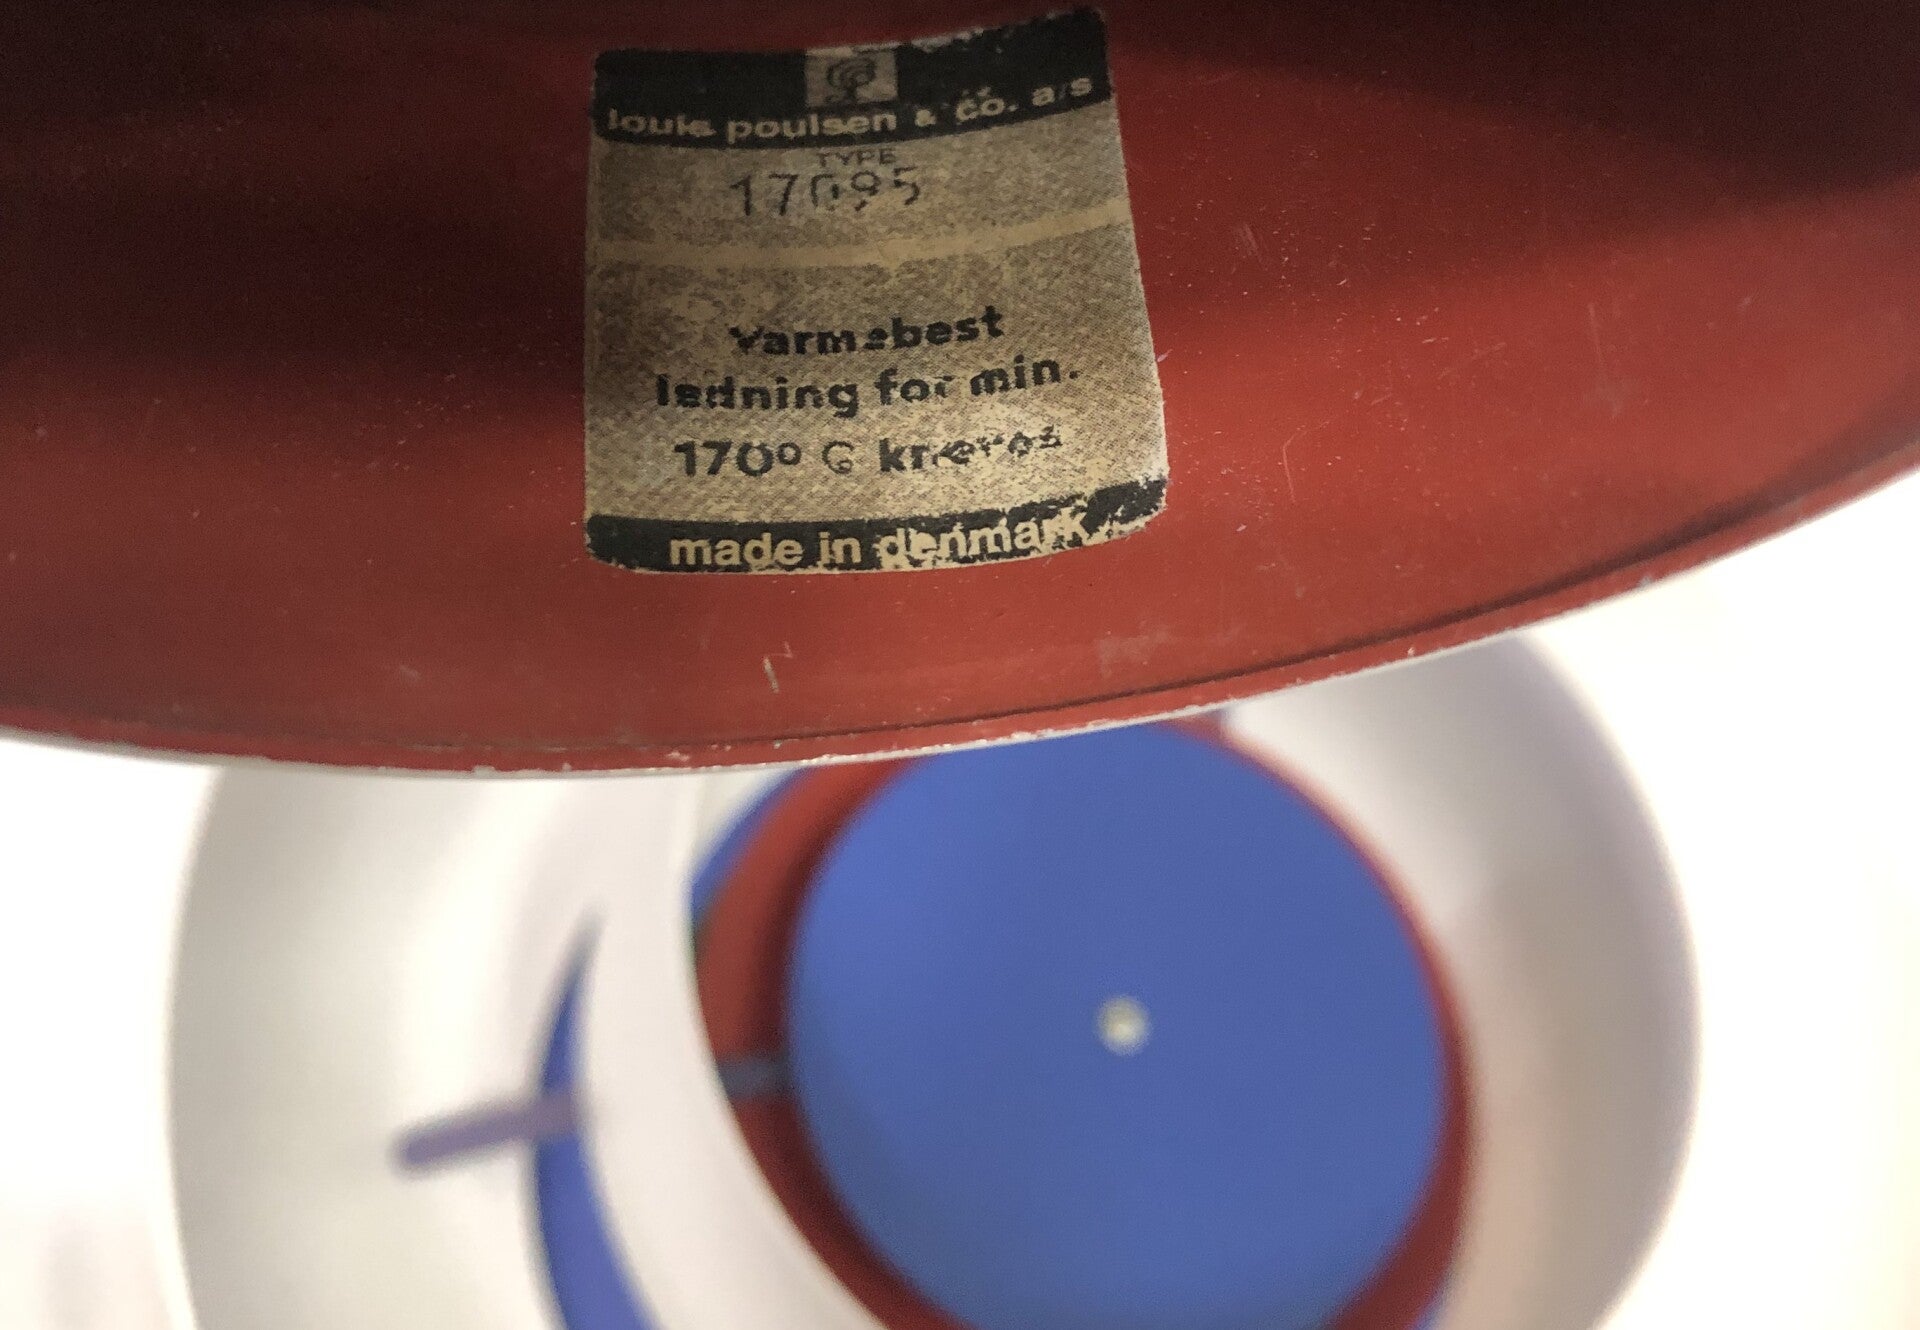 louis poulsen & co. a/s
TYPE
17095
Varmebest
ledning for min.
170° C kræves
made in denmark